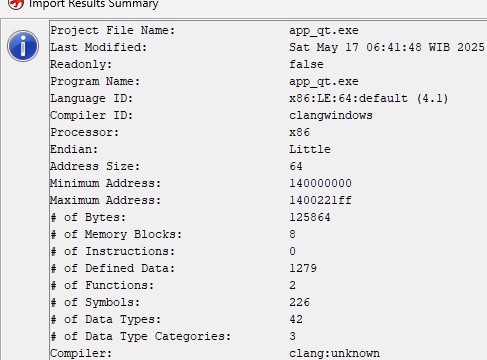 Import Results Summary
Project File Name: app_qt.exe
Last Modified: Sat May 17 06:41:48 WIB 2025
Readonly: false
Program Name: app_qt.exe
Language ID: x86:LE:64:default (4.1)
Compiler ID: clangwindows
Processor: x86
Endian: Little
Address Size: 64
Minimum Address: 140000000
Maximum Address: 1400221ff
# of Bytes: 125864
# of Memory Blocks: 8
# of Instructions: 0
# of Defined Data: 1279
# of Functions: 2
# of Symbols: 226
# of Data Types: 42
# of Data Type Categories: 3
Compiler: clang:unknown